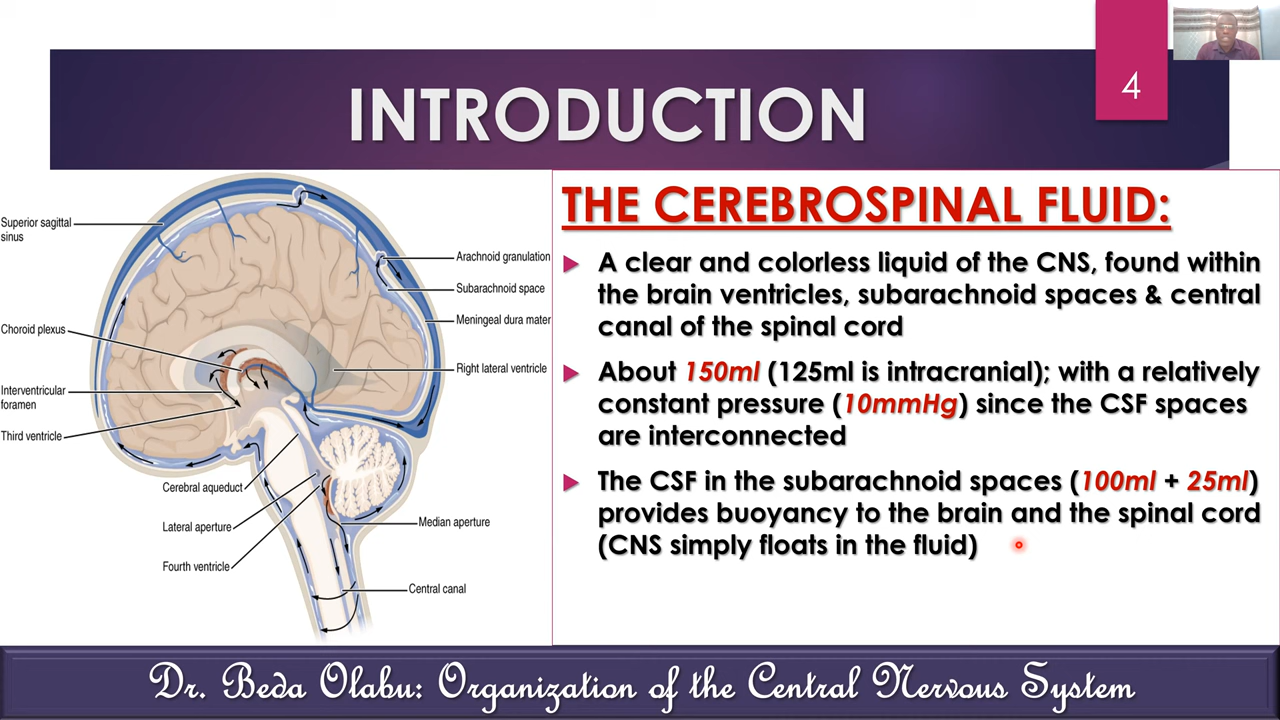 4
INTRODUCTION
Superior sagittal
sinus
Choroid plexus
Interventricular
foramen
Third ventricle
Cerebral aqueduct
Lateral aperture
Fourth ventricle
Arachnoid granulation
Subarachnoid space
Meningeal dura mater
Right lateral ventricle
Median aperture
Central canal
THE CEREBROSPINAL FLUID:
A clear and colorless liquid of the CNS, found within
the brain ventricles, subarachnoid spaces & central
canal of the spinal cord
About 150ml (125ml is intracranial); with a relatively
constant pressure (10mmHg) since the CSF spaces
are interconnected
The CSF in the subarachnoid spaces (100ml + 25ml)
provides buoyancy to the brain and the spinal cord
(CNS simply floats in the fluid)
Dr. Beda Olabu: Organization of the Central Nervous System